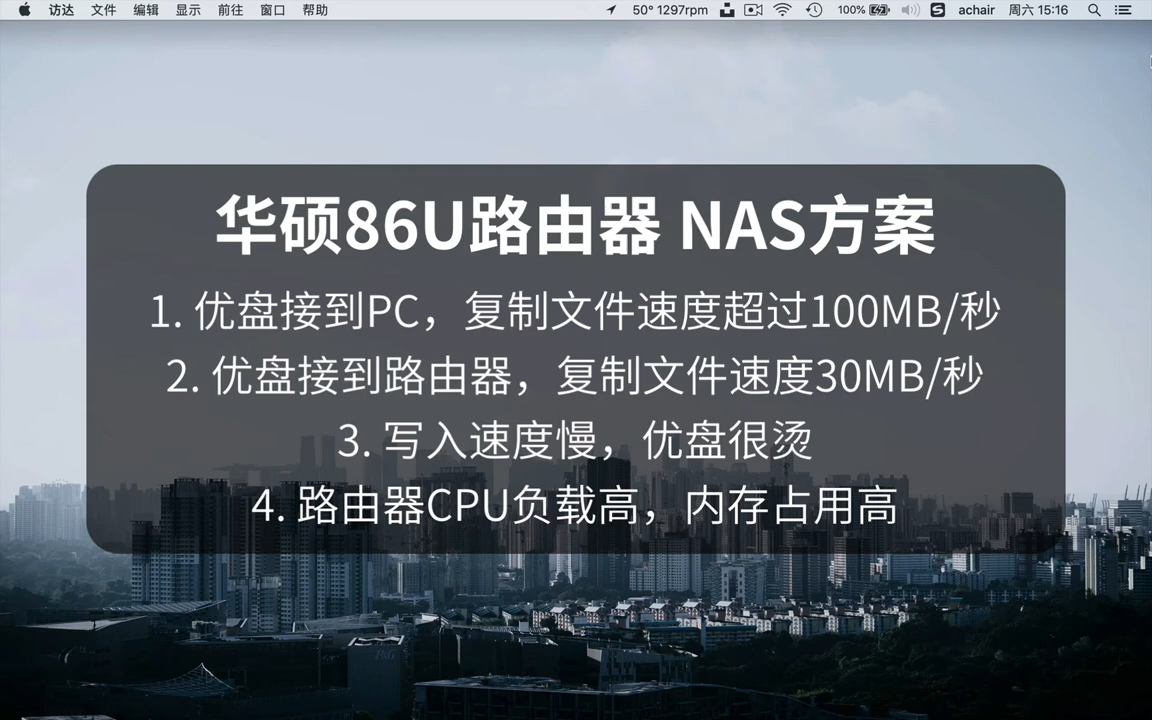 访达 文件 编辑 显示 前往 窗口 帮助 50° 1297rpm 100% achair 周六 15:16
华硕86U路由器 NAS方案
1. 优盘接到PC，复制文件速度超过100MB/秒
2. 优盘接到路由器，复制文件速度30MB/秒
3. 写入速度慢，优盘很烫
4. 路由器CPU负载高，内存占用高